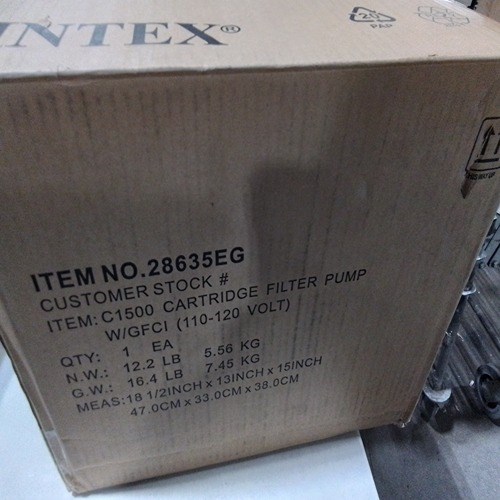 INTEX®
20
PAP
ITEM NO.28635EG
CUSTOMER STOCK #
ITEM: C1500 CARTRIDGE FILTER PUMP
W/GFCI (110-120 VOLT)
QTY: 1 EA
N.W.: 12.2 LB 5.56 KG
G.W.: 16.4 LB 7.45 KG
MEAS:18 1/2INCH x 13INCH x 15INCH
47.0CM x 33.0CM x 38.0CM